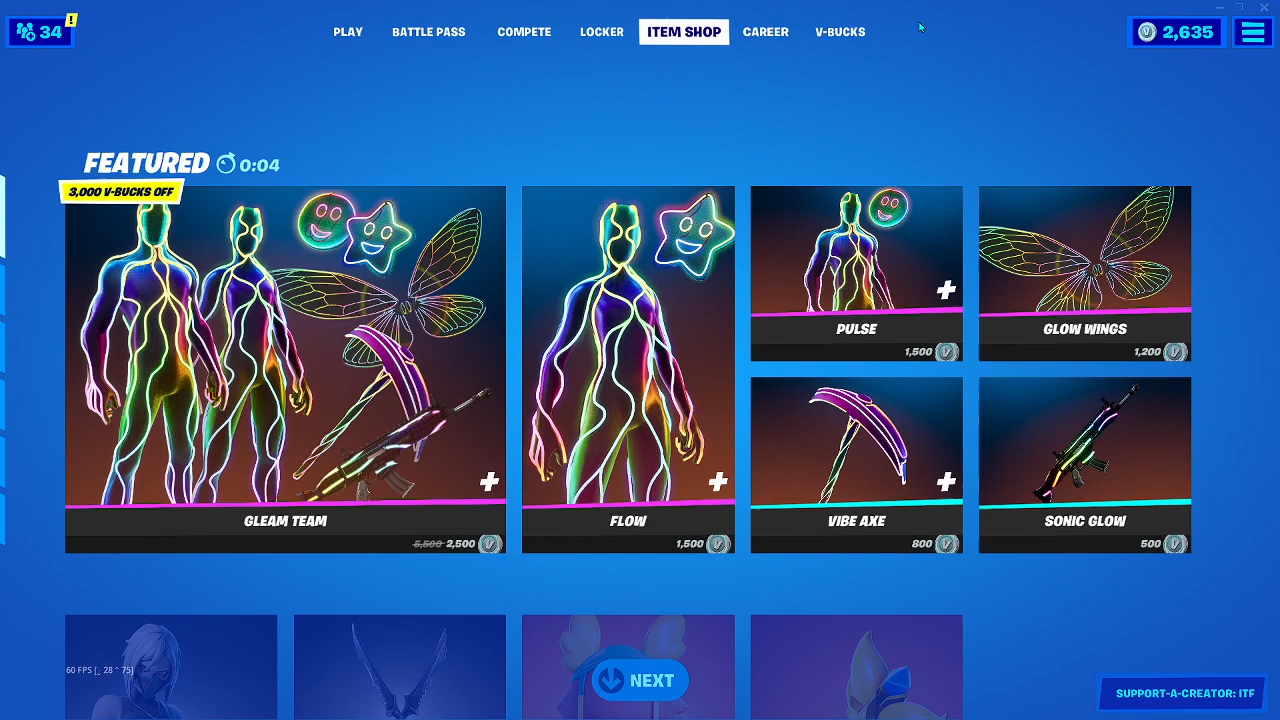 34
!
PLAY
BATTLE PASS
COMPETE
LOCKER
ITEM SHOP
CAREER
V-BUCKS
2,635
FEATURED 0:04
3,000 V-BUCKS OFF
GLEAM TEAM
5,500 2,500
FLOW
1,500
PULSE
1,500
GLOW WINGS
1,200
VIBE AXE
800
SONIC GLOW
500
60 FPS [ˬ 28 ˆ 75]
NEXT
SUPPORT-A-CREATOR: ITF